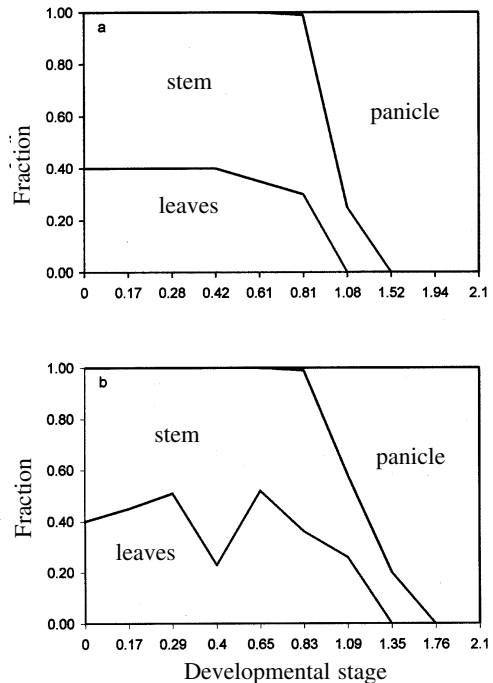 1.00
a
0.80
stem
0.60
panicle
Fraction
0.40
leaves
0.20
0.00
0 0.17 0.28 0.42 0.61 0.81 1.08 1.52 1.94 2.1
1.00
b
0.80
stem
0.60
panicle
Fraction
0.40
leaves
0.20
0.00
0 0.17 0.29 0.4 0.65 0.83 1.09 1.35 1.76 2.1
Developmental stage